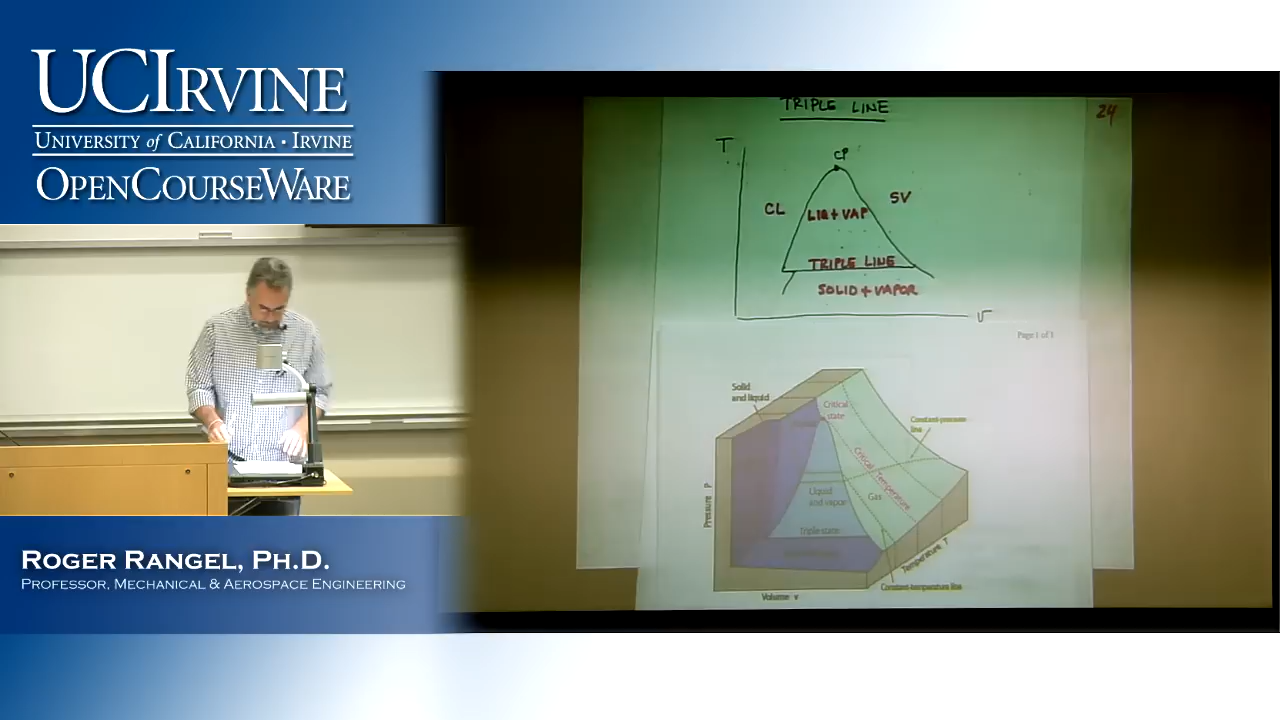 UCIRVINE
UNIVERSITY of CALIFORNIA · IRVINE
OPENCOURSEWARE
ROGER RANGEL, PH.D.
PROFESSOR, MECHANICAL & AEROSPACE ENGINEERING
TRIPLE LINE
24
T
CP
CL
SV
LIQ + VAP
TRIPLE LINE
SOLID + VAPOR
v
Page 1 of 1
Solid
and liquid
Critical
state
Constant-pressure
line
Critical Temperature
Liquid
and vapor
Gas
Pressure P
Triple-state
Temperature T
Constant-temperature line
Volume v